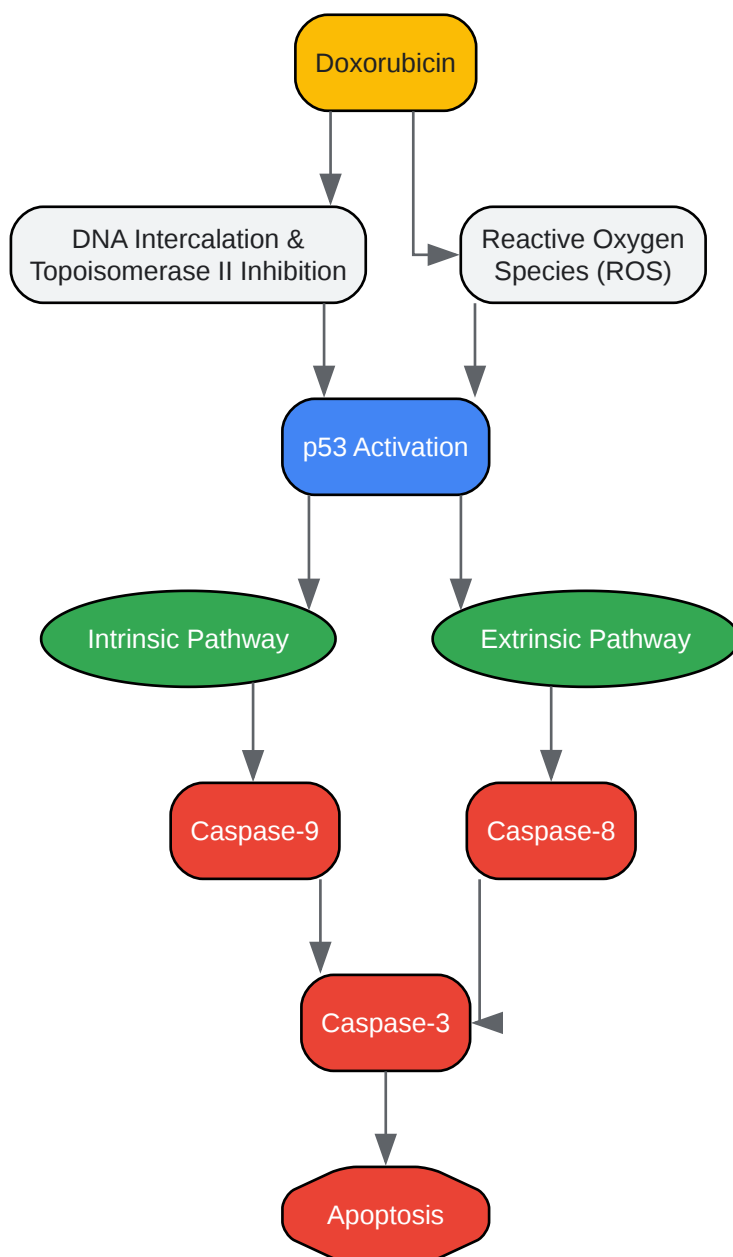 Doxorubicin
DNA Intercalation &
Topoisomerase II Inhibition
Reactive Oxygen
Species (ROS)
p53 Activation
Intrinsic Pathway
Extrinsic Pathway
Caspase-9
Caspase-8
Caspase-3
Apoptosis